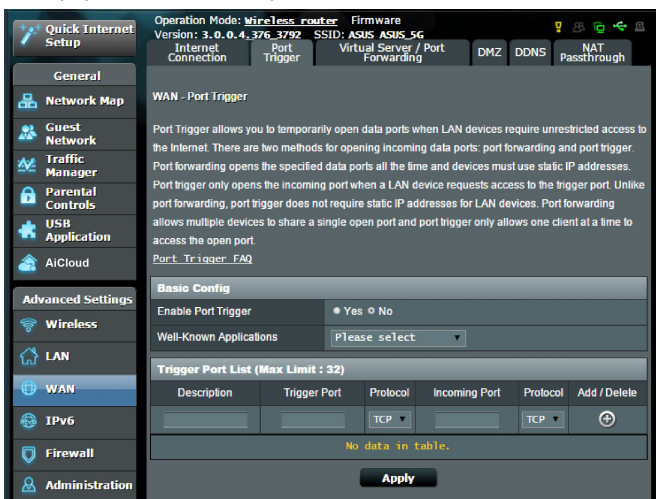 Quick Internet
Setup
Operation Mode: Wireless router Firmware
Version: 3.0.0.4.376_3792 SSID: ASUS ASUS_5G
Internet
Connection
Port
Trigger
Virtual Server / Port
Forwarding
DMZ
DDNS
NAT
Passthrough
General
Network Map
Guest
Network
Traffic
Manager
Parental
Controls
USB
Application
AiCloud
Advanced Settings
Wireless
LAN
WAN
IPv6
Firewall
Administration
WAN - Port Trigger
Port Trigger allows you to temporarily open data ports when LAN devices require unrestricted access to
the Internet. There are two methods for opening incoming data ports: port forwarding and port trigger.
Port forwarding opens the specified data ports all the time and devices must use static IP addresses.
Port trigger only opens the incoming port when a LAN device requests access to the trigger port. Unlike
port forwarding, port trigger does not require static IP addresses for LAN devices. Port forwarding
allows multiple devices to share a single open port and port trigger only allows one client at a time to
access the open port.
Port Trigger FAQ
Basic Config
Enable Port Trigger Yes No
Well-Known Applications Please select
Trigger Port List (Max Limit : 32)
Description Trigger Port Protocol Incoming Port Protocol Add / Delete
TCP TCP
No data in table.
Apply